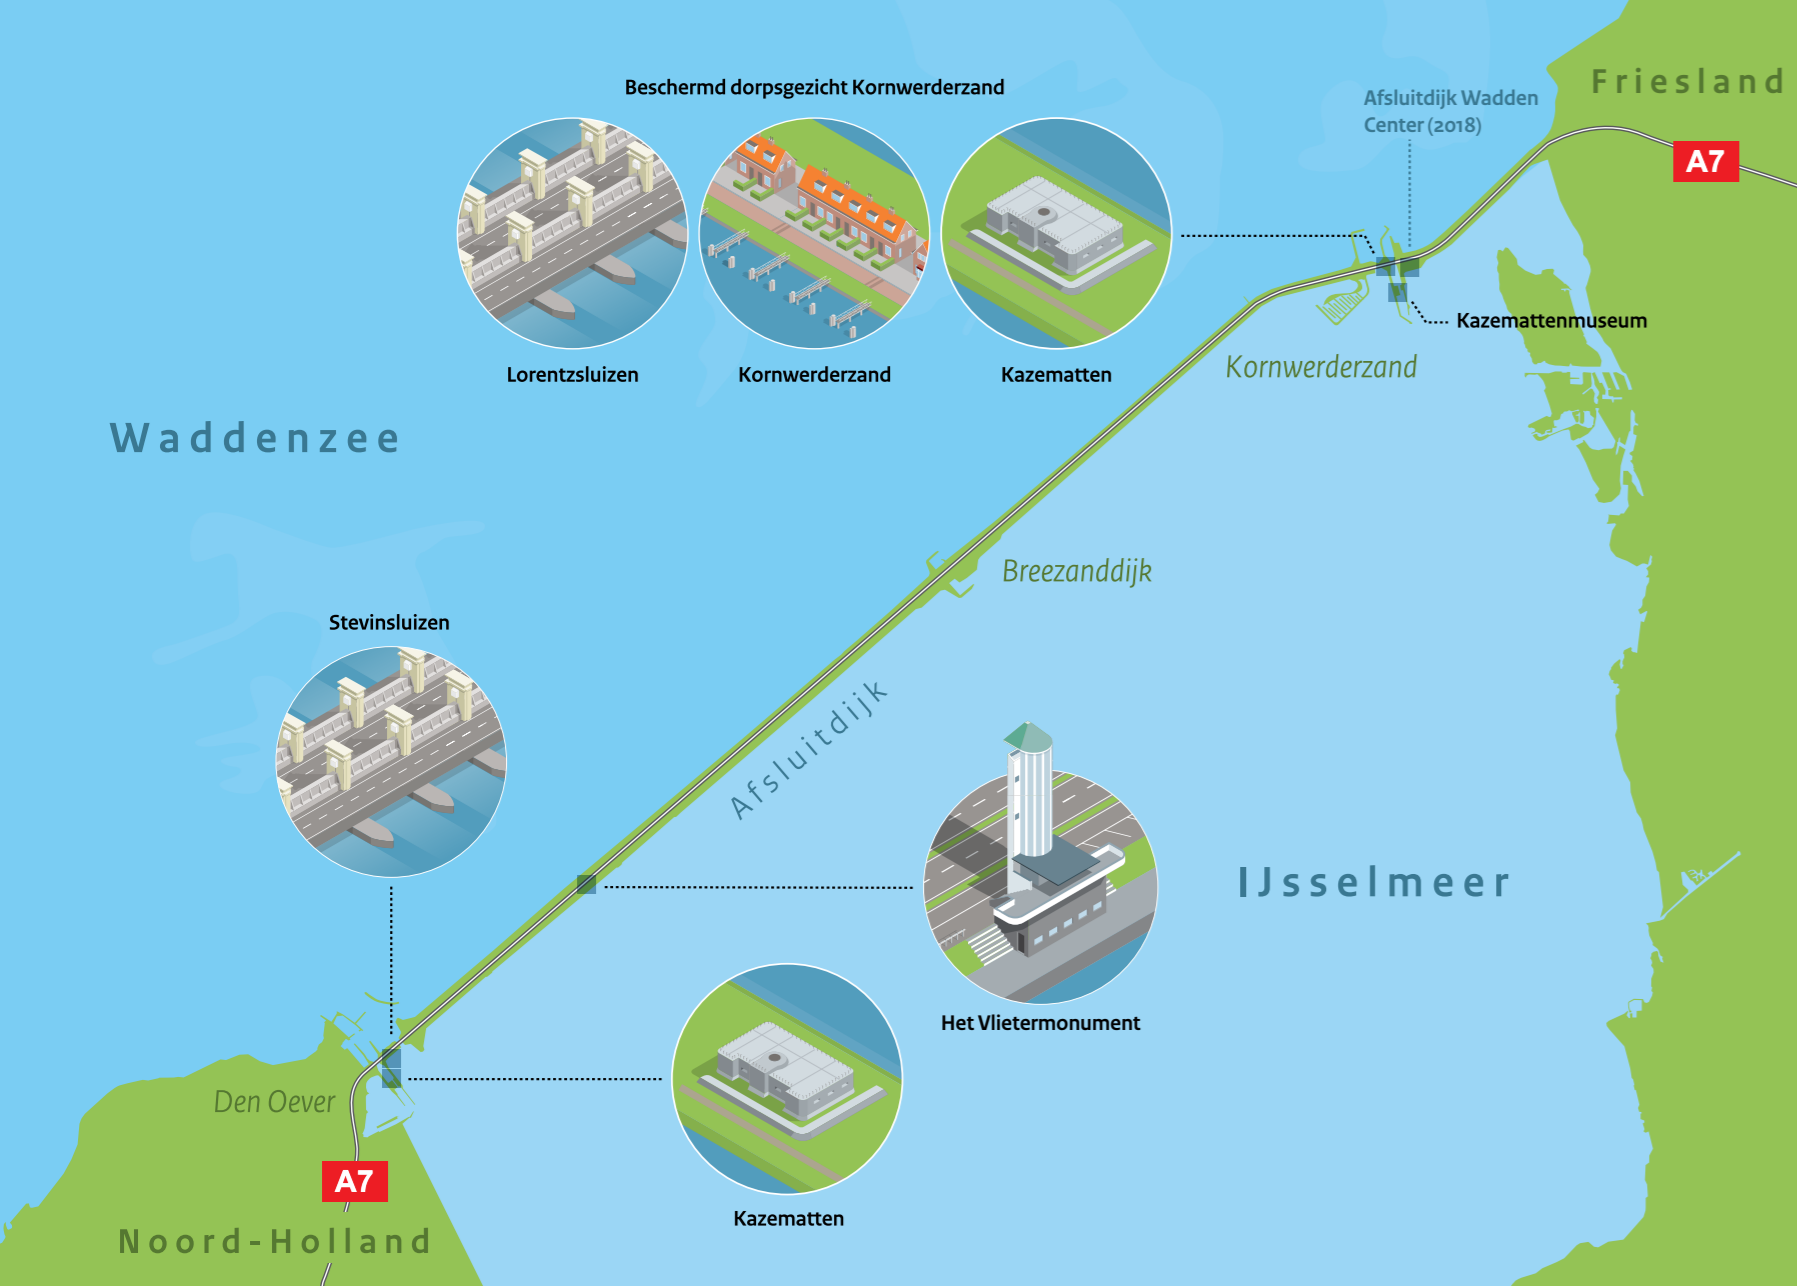 Beschermd dorpsgezicht Kornwerderzand
Afsluitdijk Wadden
Center (2018)
Friesland
A7
Lorentzsluizen
Kornwerderzand
Kazematten
Kazemattenmuseum
Kornwerderzand
Waddenzee
Breezanddijk
Stevinsluizen
Afsluitdijk
IJsselmeer
Het Vlietermonument
Den Oever
A7
Kazematten
Noord-Holland